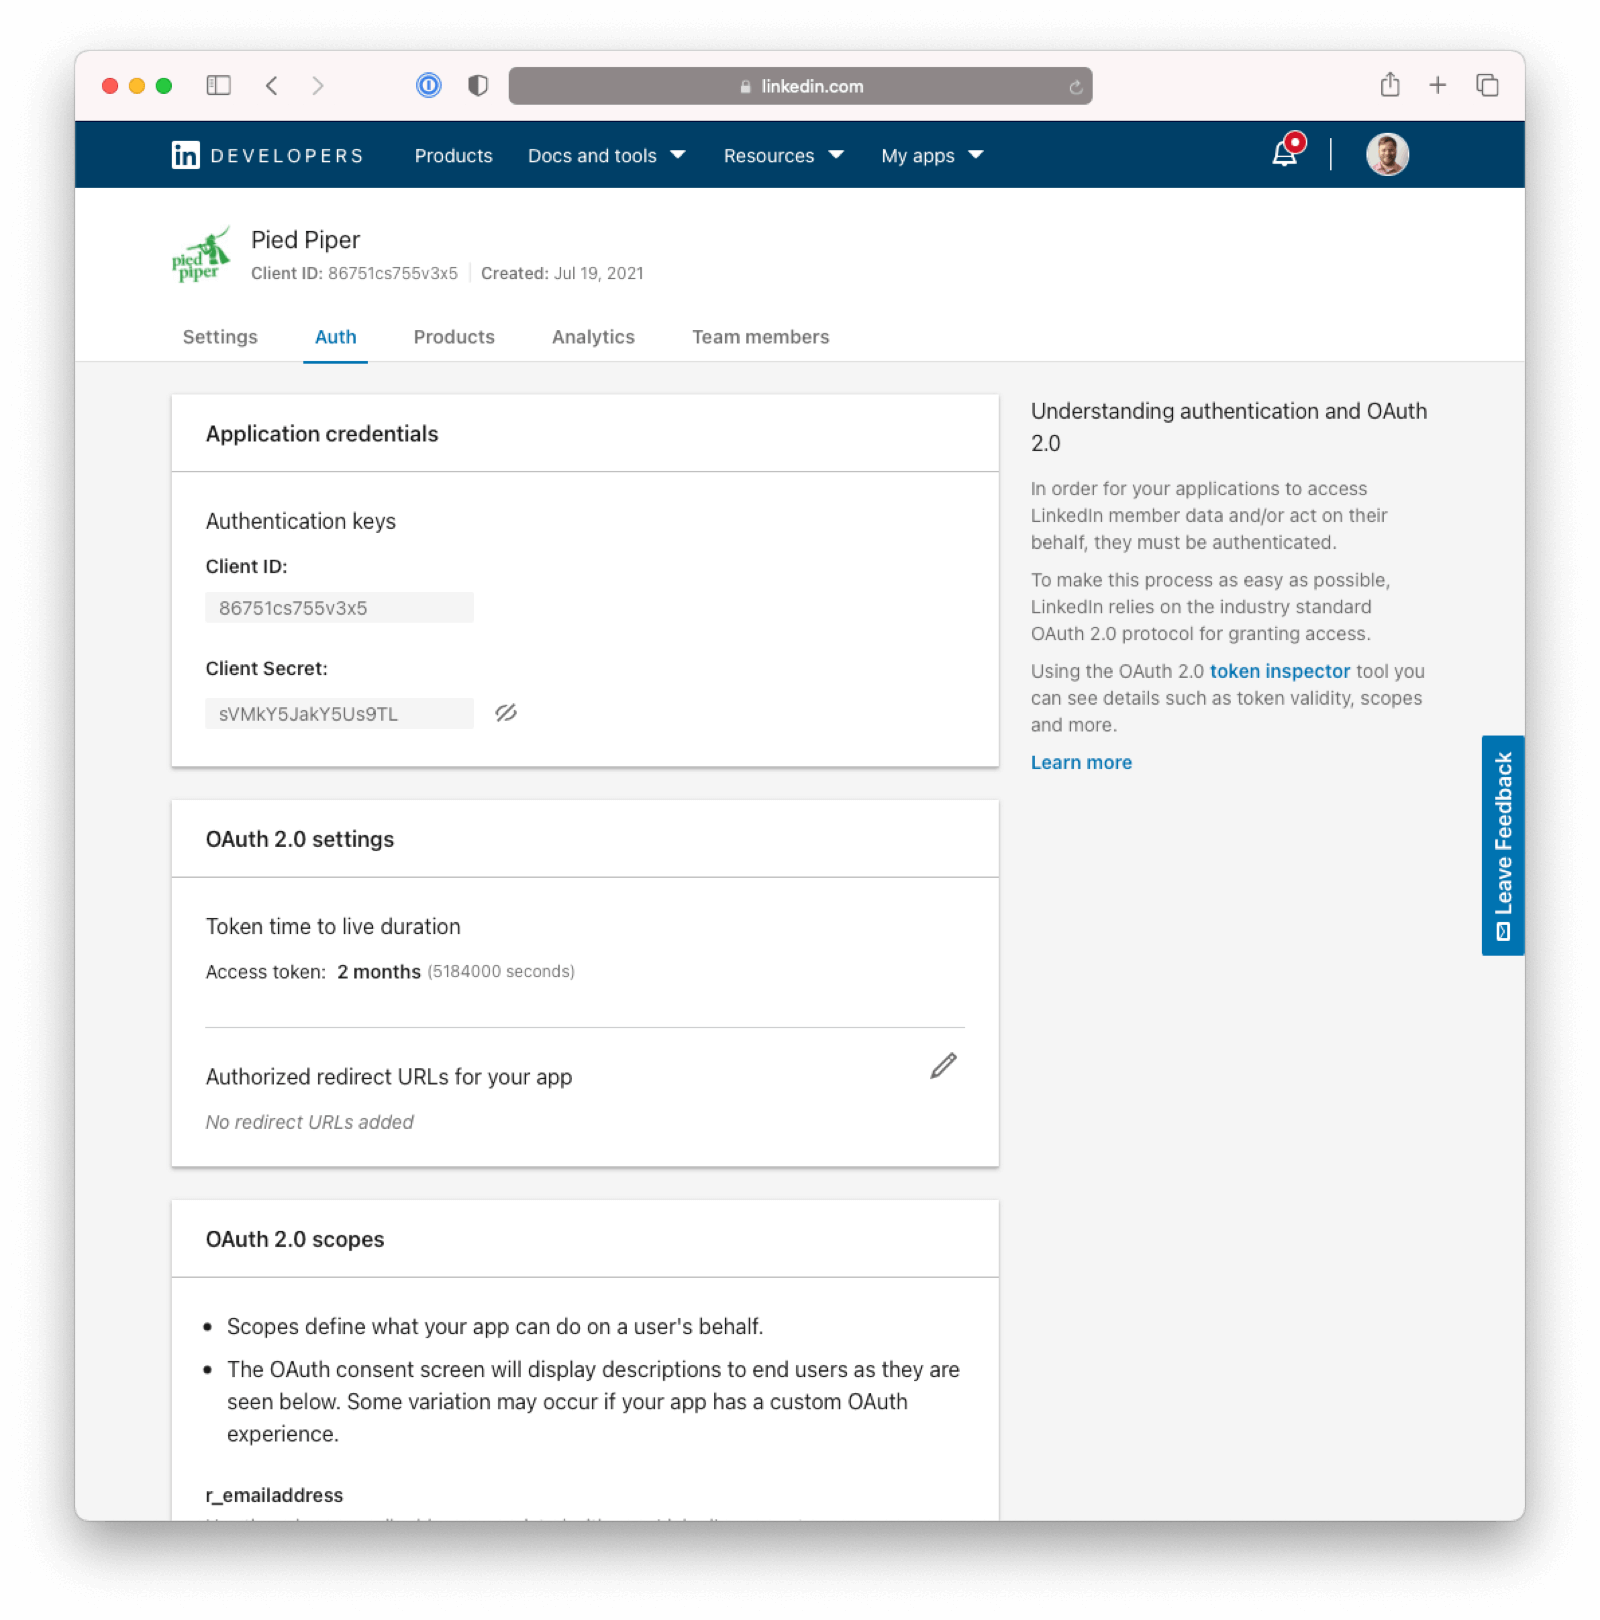 linkedin.com
in DEVELOPERS Products Docs and tools Resources My apps
pied
piper
Pied Piper
Client ID: 86751cs755v3x5 Created: Jul 19, 2021
Settings Auth Products Analytics Team members
Application credentials
Authentication keys
Client ID:
86751cs755v3x5
Client Secret:
sVMkY5JakY5Us9TL
OAuth 2.0 settings
Token time to live duration
Access token: 2 months (5184000 seconds)
Authorized redirect URLs for your app
No redirect URLs added
OAuth 2.0 scopes
• Scopes define what your app can do on a user's behalf.
• The OAuth consent screen will display descriptions to end users as they are
seen below. Some variation may occur if your app has a custom OAuth
experience.
r_emailaddress
Understanding authentication and OAuth
2.0
In order for your applications to access
LinkedIn member data and/or act on their
behalf, they must be authenticated.
To make this process as easy as possible,
LinkedIn relies on the industry standard
OAuth 2.0 protocol for granting access.
Using the OAuth 2.0 token inspector tool you
can see details such as token validity, scopes
and more.
Learn more
Leave Feedback